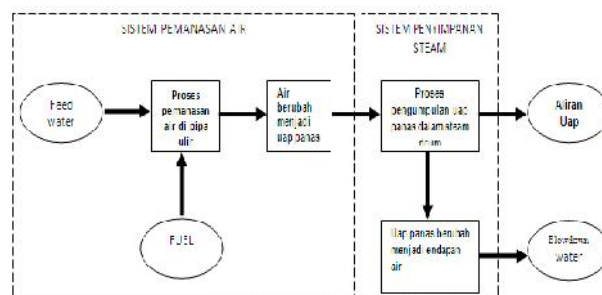 SISTEM PEMANASAN AIR
SISTEM PENYIMPANAN
STEAM
Feed
water
Proses
pemanasan
air di pipa
ulir
Air
berubah
menjadi
uap panas
Proses
pengumpulan uap
panas dalam steam
drum
Aliran
Uap
FUEL
Uap panas berubah
menjadi endapan
air
Blowdown
water